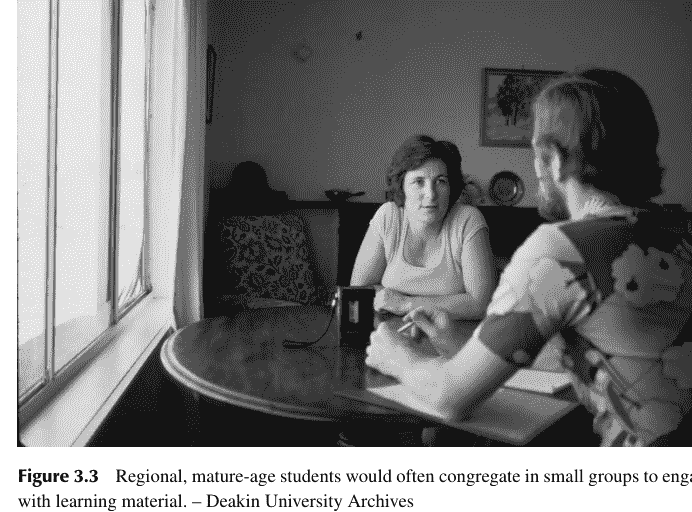 Figure 3.3 Regional, mature-age students would often congregate in small groups to
with learning material. – Deakin University Archives